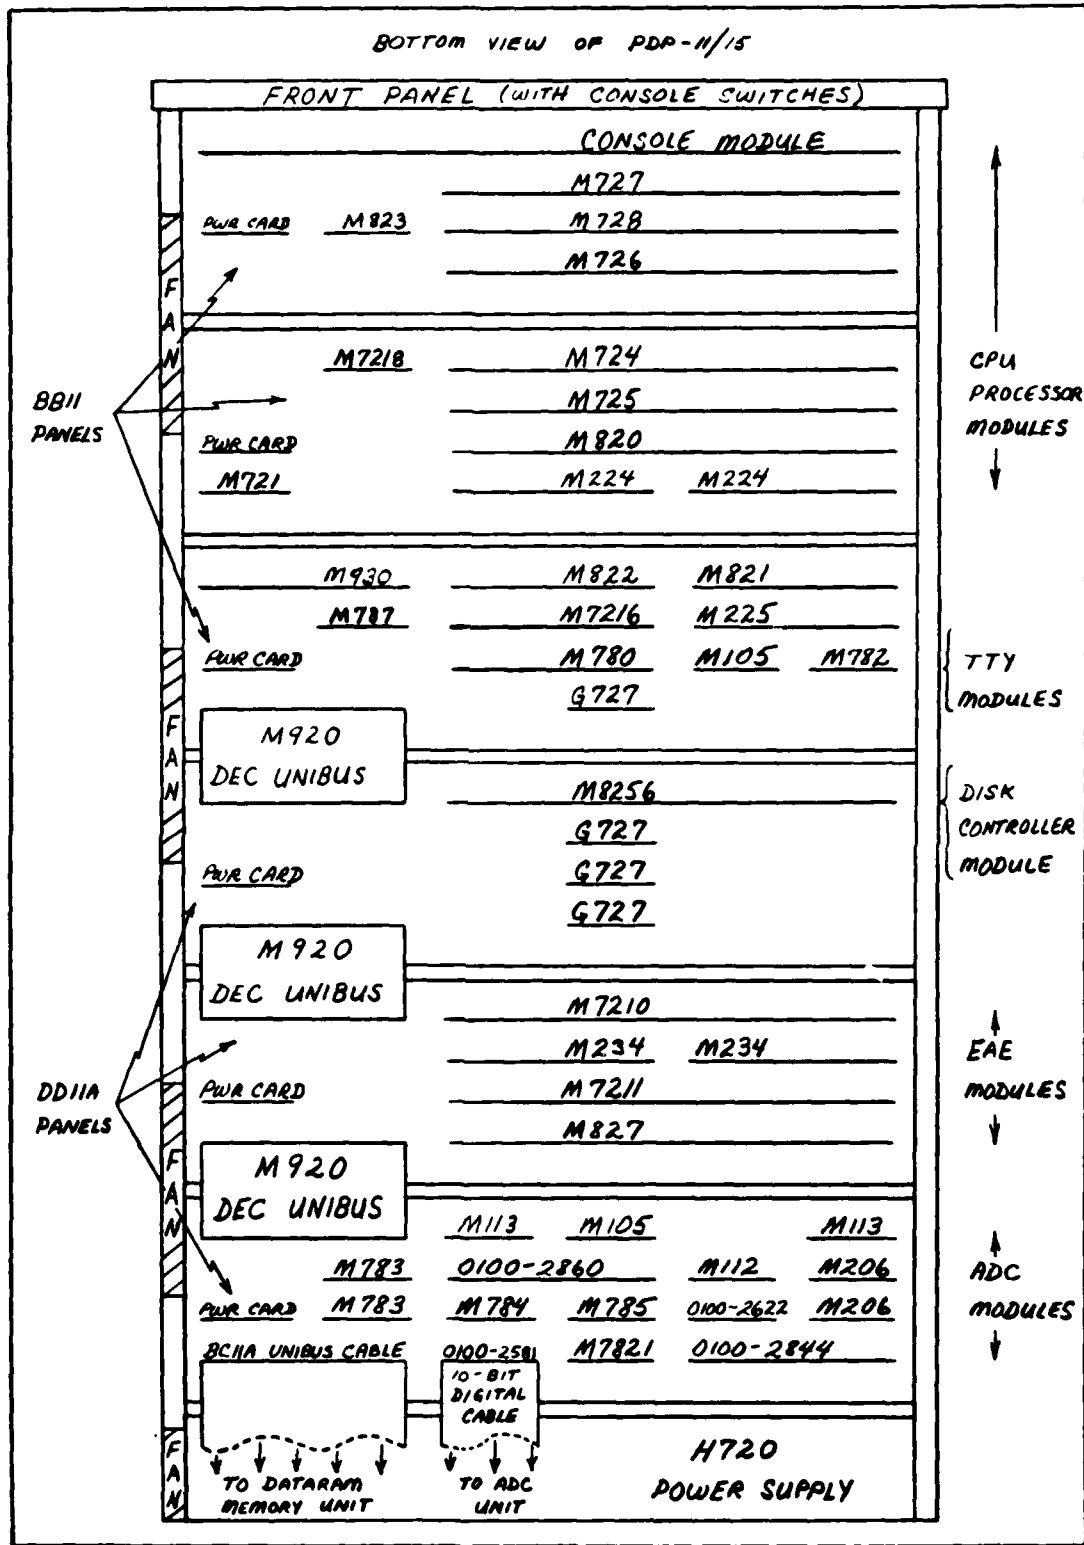 BOTTOM VIEW OF PDP-11/15
FRONT PANEL (WITH CONSOLE SWITCHES)
CONSOLE MODULE
M727
PWR CARD M823 M728
M726
FAN
M7218 M724
M725
PWR CARD M820
M721 M224 M224
BB11
PANELS
CPU
PROCESSOR
MODULES
M930 M822 M821
M787 M7216 M225
PWR CARD M780 M105 M782
G727
TTY
MODULES
FAN
M920
DEC UNIBUS
M8256
G727
PWR CARD G727
G727
DISK
CONTROLLER
MODULE
M920
DEC UNIBUS
M7210
M234 M234
PWR CARD M7211
M827
EAE
MODULES
DD11A
PANELS
FAN
M920
DEC UNIBUS
M113 M105 M113
M783 0100-2860 M112 M206
PWR CARD M783 M784 M785 0100-2622 M206
BC11A UNIBUS CABLE 0100-2581 M7821 0100-2844
ADC
MODULES
10-BIT
DIGITAL
CABLE
FAN
TO DATARAM
MEMORY UNIT
TO ADC
UNIT
H720
POWER SUPPLY